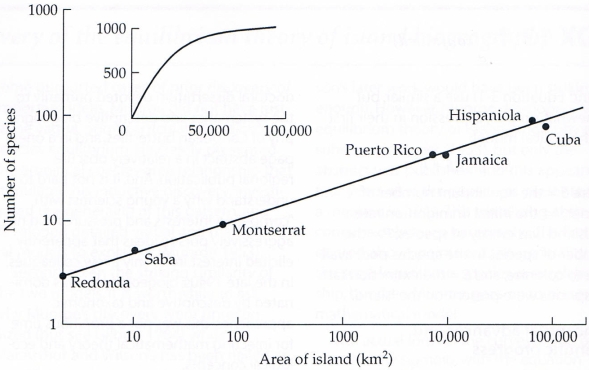 1000
1000
500
0
50,000
100,000
Number of species
100
10
1
Hispaniola
Cuba
Puerto Rico
Jamaica
Montserrat
Saba
Redonda
10
100
1000
10,000
100,000
Area of island (km²)